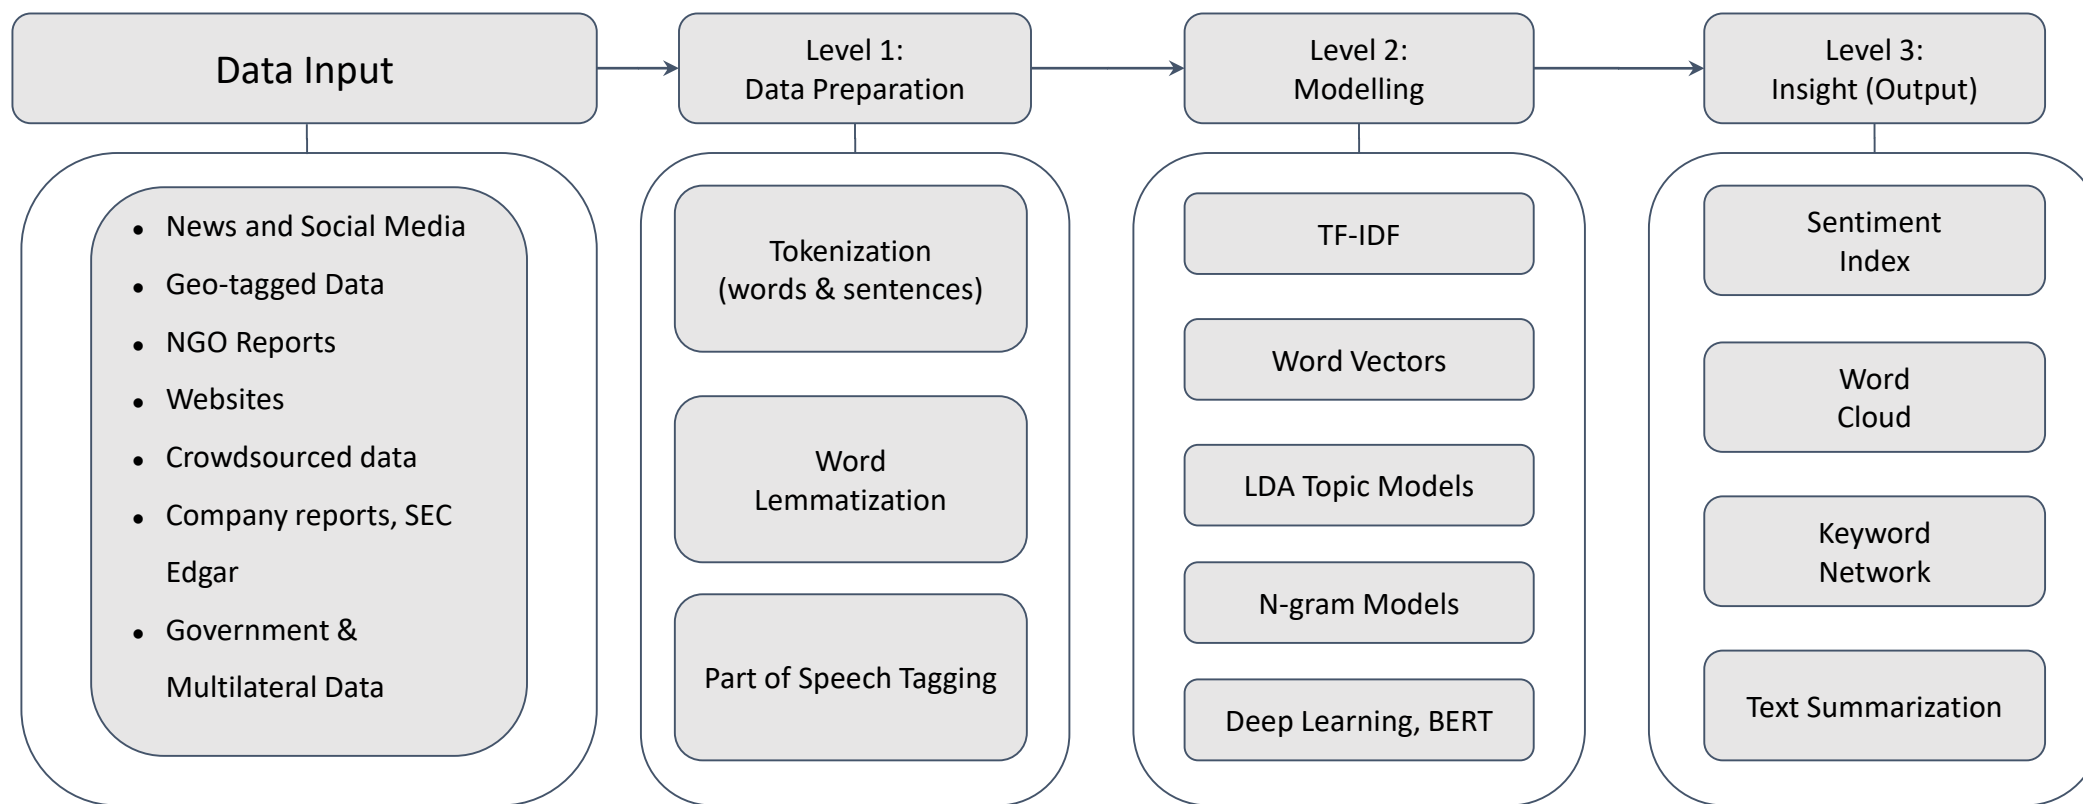 Data Input
Level 1:
Data Preparation
Level 2:
Modelling
Level 3:
Insight (Output)
• News and Social Media
• Geo-tagged Data
• NGO Reports
• Websites
• Crowdsourced data
• Company reports, SEC
Edgar
• Government &
Multilateral Data
Tokenization
(words & sentences)
Word
Lemmatization
Part of Speech Tagging
TF-IDF
Word Vectors
LDA Topic Models
N-gram Models
Deep Learning, BERT
Sentiment
Index
Word
Cloud
Keyword
Network
Text Summarization